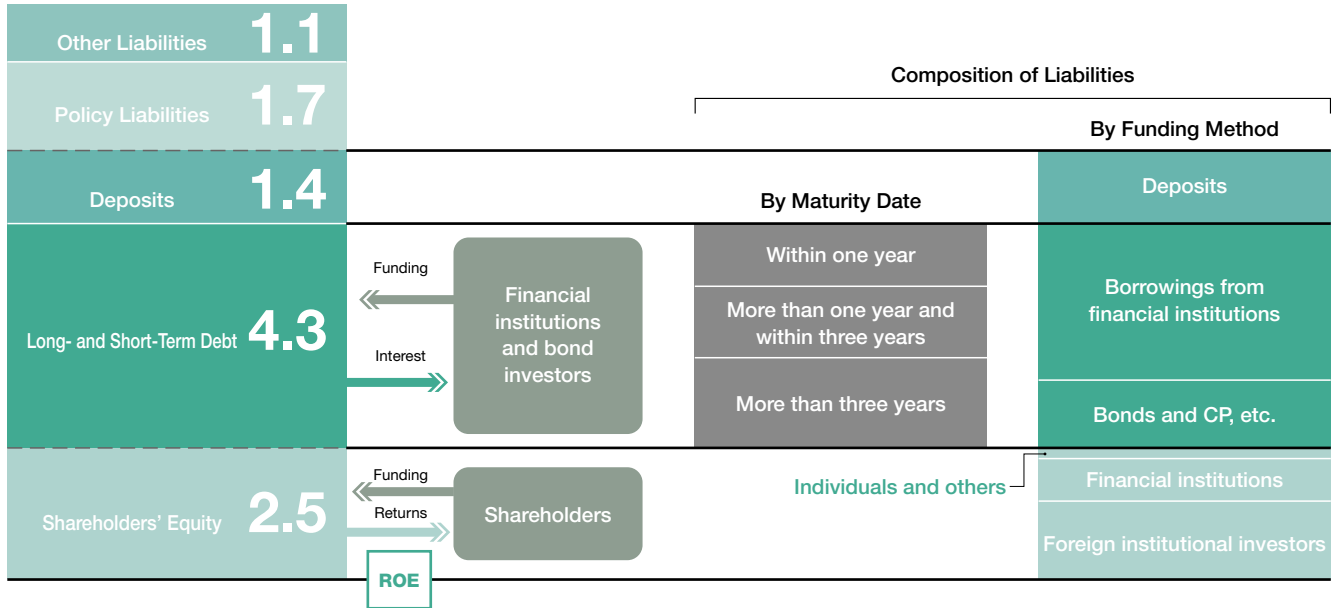 Other Liabilities 1.1
Policy Liabilities 1.7
Deposits 1.4
Long- and Short-Term Debt 4.3
Shareholders’ Equity 2.5
Funding
Interest
Financial
institutions
and bond
investors
Funding
Returns
Shareholders
ROE
Composition of Liabilities
By Maturity Date
Within one year
More than one year and
within three years
More than three years
By Funding Method
Deposits
Borrowings from
financial institutions
Bonds and CP, etc.
Individuals and others
Financial institutions
Foreign institutional investors